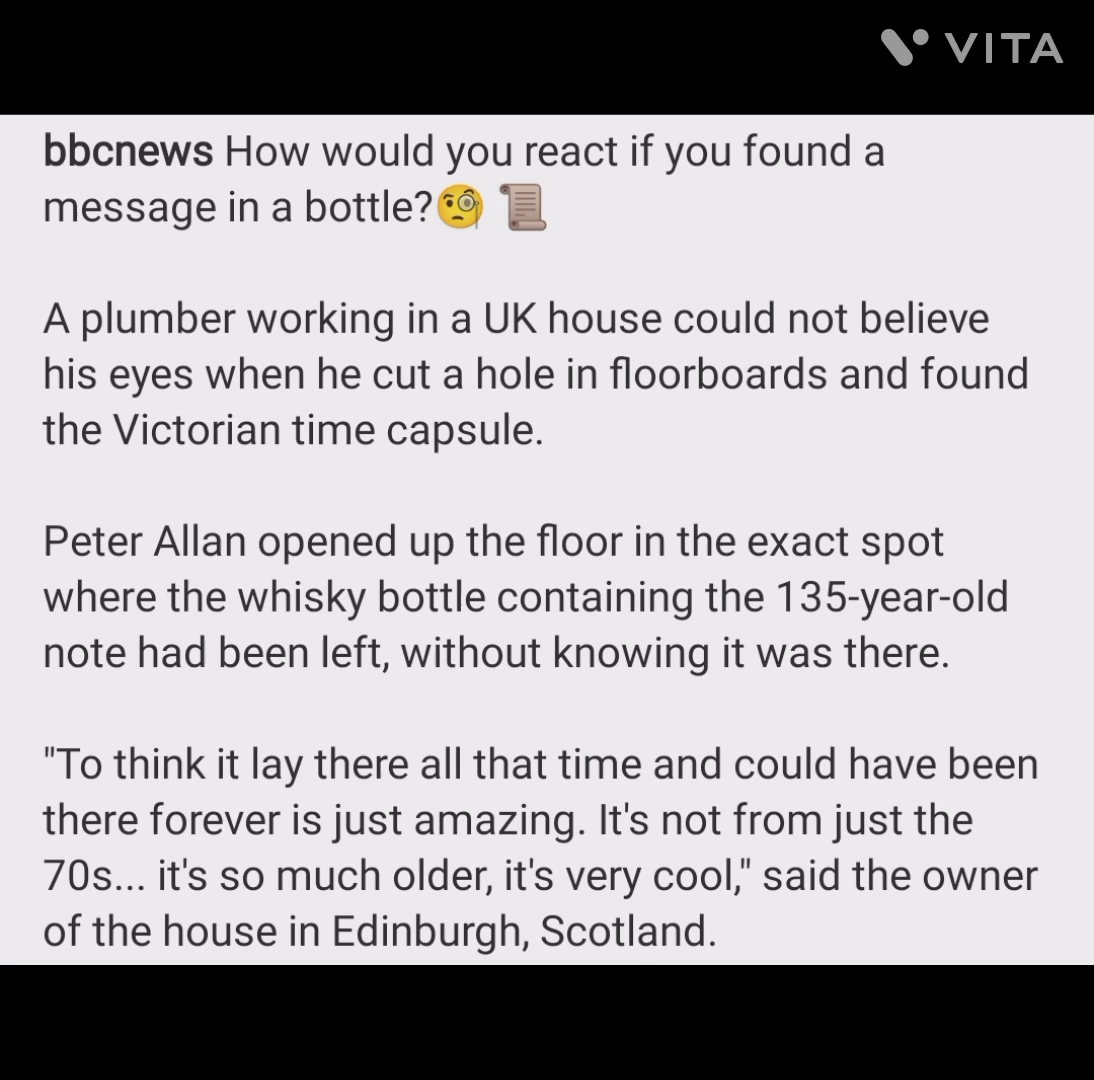 VITA
bbcnews How would you react if you found a
message in a bottle?🧐 📜
A plumber working in a UK house could not believe
his eyes when he cut a hole in floorboards and found
the Victorian time capsule.
Peter Allan opened up the floor in the exact spot
where the whisky bottle containing the 135-year-old
note had been left, without knowing it was there.
"To think it lay there all that time and could have been
there forever is just amazing. It's not from just the
70s... it's so much older, it's very cool," said the owner
of the house in Edinburgh, Scotland.